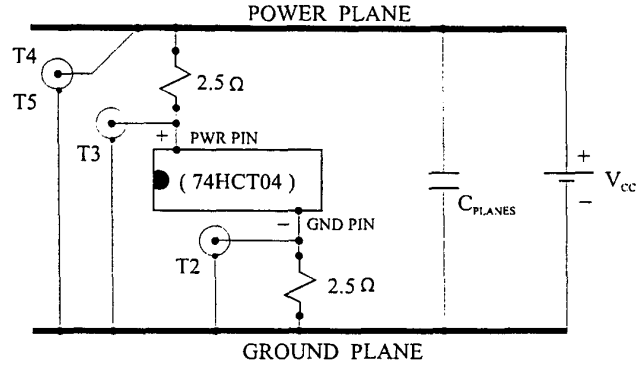 POWER PLANE
T4
T5
2.5 Ω
T3
+
PWR PIN
( 74HCT04 )
−
GND PIN
T2
2.5 Ω
C_PLANES
+
V_cc
−
GROUND PLANE